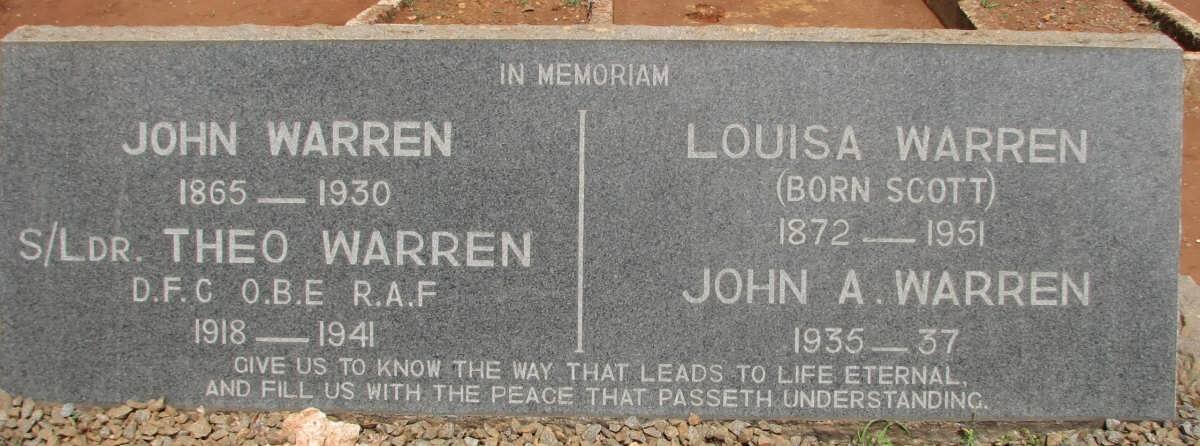 IN MEMORIAM
JOHN WARREN
1865 — 1930
S/LDR. THEO WARREN
D.F.C O.B.E R.A.F
1918 — 1941
LOUISA WARREN
(BORN SCOTT)
1872 — 1951
JOHN A. WARREN
1935 — 37
GIVE US TO KNOW THE WAY THAT LEADS TO LIFE ETERNAL,
AND FILL US WITH THE PEACE THAT PASSETH UNDERSTANDING.